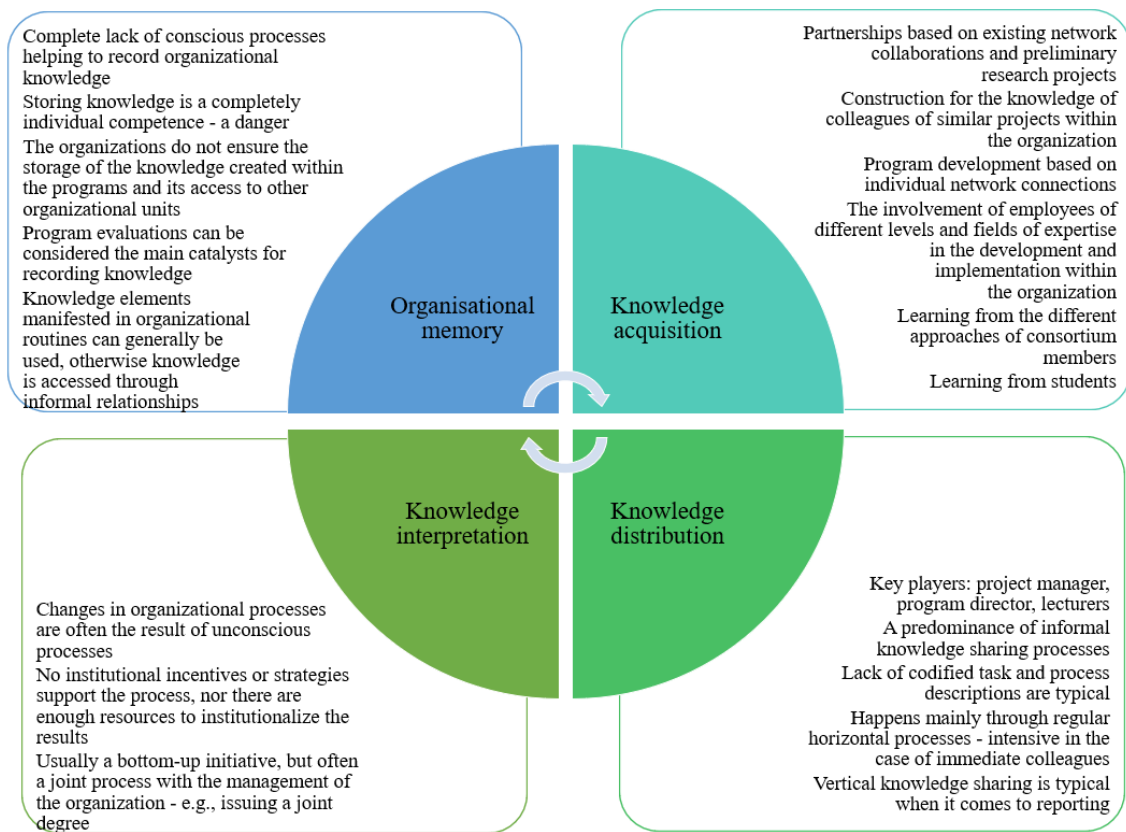 Complete lack of conscious processes
helping to record organizational
knowledge
Storing knowledge is a completely
individual competence - a danger
The organizations do not ensure the
storage of the knowledge created within
the programs and its access to other
organizational units
Program evaluations can be
considered the main catalysts for
recording knowledge
Knowledge elements
manifested in organizational
routines can generally be
used, otherwise knowledge
is accessed through
informal relationships
Partnerships based on existing network
collaborations and preliminary
research projects
Construction for the knowledge of
colleagues of similar projects within
the organization
Program development based on
individual network connections
The involvement of employees of
different levels and fields of expertise
in the development and
implementation within
the organization
Learning from the different
approaches of consortium
members
Learning from students
Organisational
memory
Knowledge
acquisition
Knowledge
interpretation
Knowledge
distribution
Changes in organizational processes
are often the result of unconscious
processes
No institutional incentives or strategies
support the process, nor there are
enough resources to institutionalize the
results
Usually a bottom-up initiative, but often
a joint process with the management of
the organization - e.g., issuing a joint
degree
Key players: project manager,
program director, lecturers
A predominance of informal
knowledge sharing processes
Lack of codified task and process
descriptions are typical
Happens mainly through regular
horizontal processes - intensive in the
case of immediate colleagues
Vertical knowledge sharing is typical
when it comes to reporting